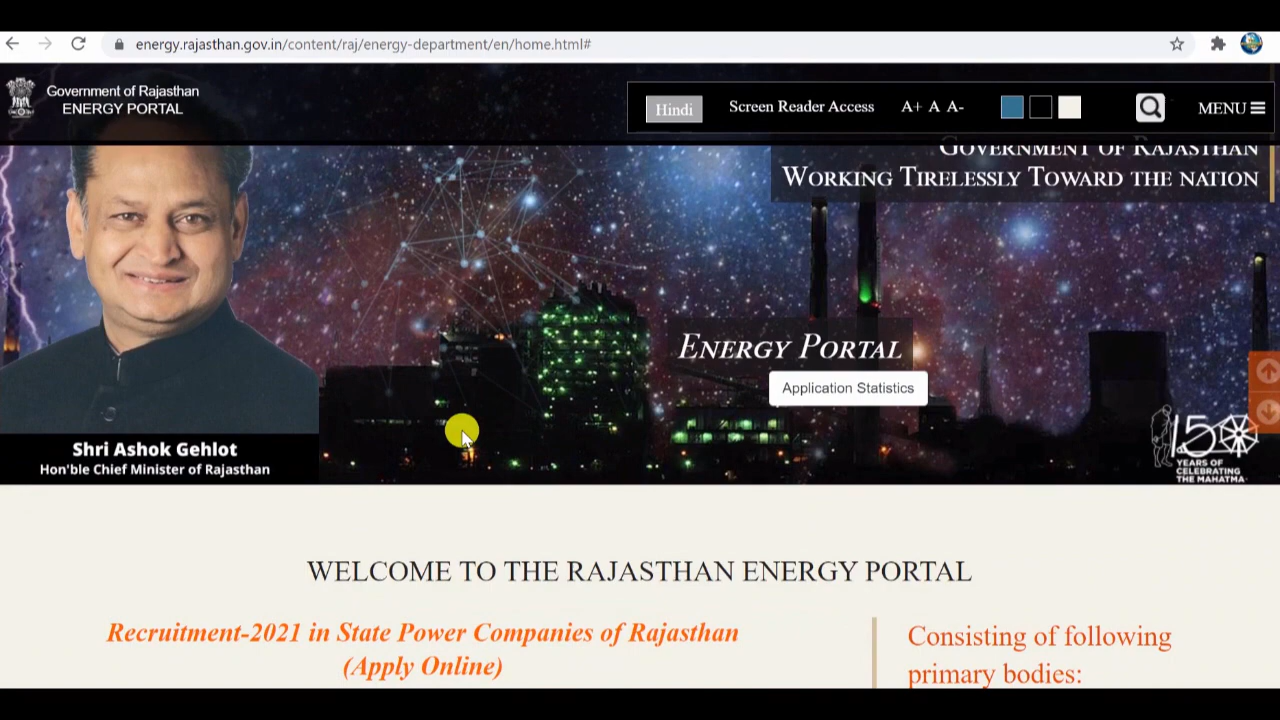 energy.rajasthan.gov.in/content/raj/energy-department/en/home.html#
Government of Rajasthan
ENERGY PORTAL
Hindi
Screen Reader Access
A+ A A-
MENU
GOVERNMENT OF RAJASTHAN
WORKING TIRELESSLY TOWARD THE NATION
ENERGY PORTAL
Application Statistics
Shri Ashok Gehlot
Hon'ble Chief Minister of Rajasthan
150
YEARS OF
CELEBRATING
THE MAHATMA
WELCOME TO THE RAJASTHAN ENERGY PORTAL
Recruitment-2021 in State Power Companies of Rajasthan
(Apply Online)
Consisting of following
primary bodies: